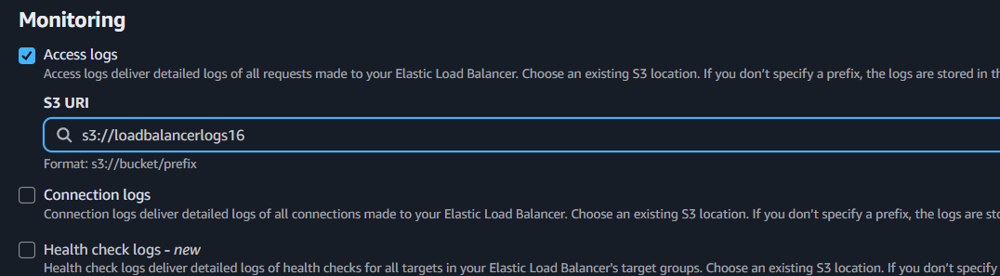 Monitoring
Access logs
Access logs deliver detailed logs of all requests made to your Elastic Load Balancer. Choose an existing S3 location. If you don’t specify a prefix, the logs are stored in
S3 URI
s3://loadbalancerlogs16
Format: s3://bucket/prefix
Connection logs
Connection logs deliver detailed logs of all connections made to your Elastic Load Balancer. Choose an existing S3 location. If you don’t specify a prefix, the logs are
Health check logs - new
Health check logs deliver detailed logs of health checks for all targets in your Elastic Load Balancer’s target groups. Choose an existing S3 location. If you don’t specify